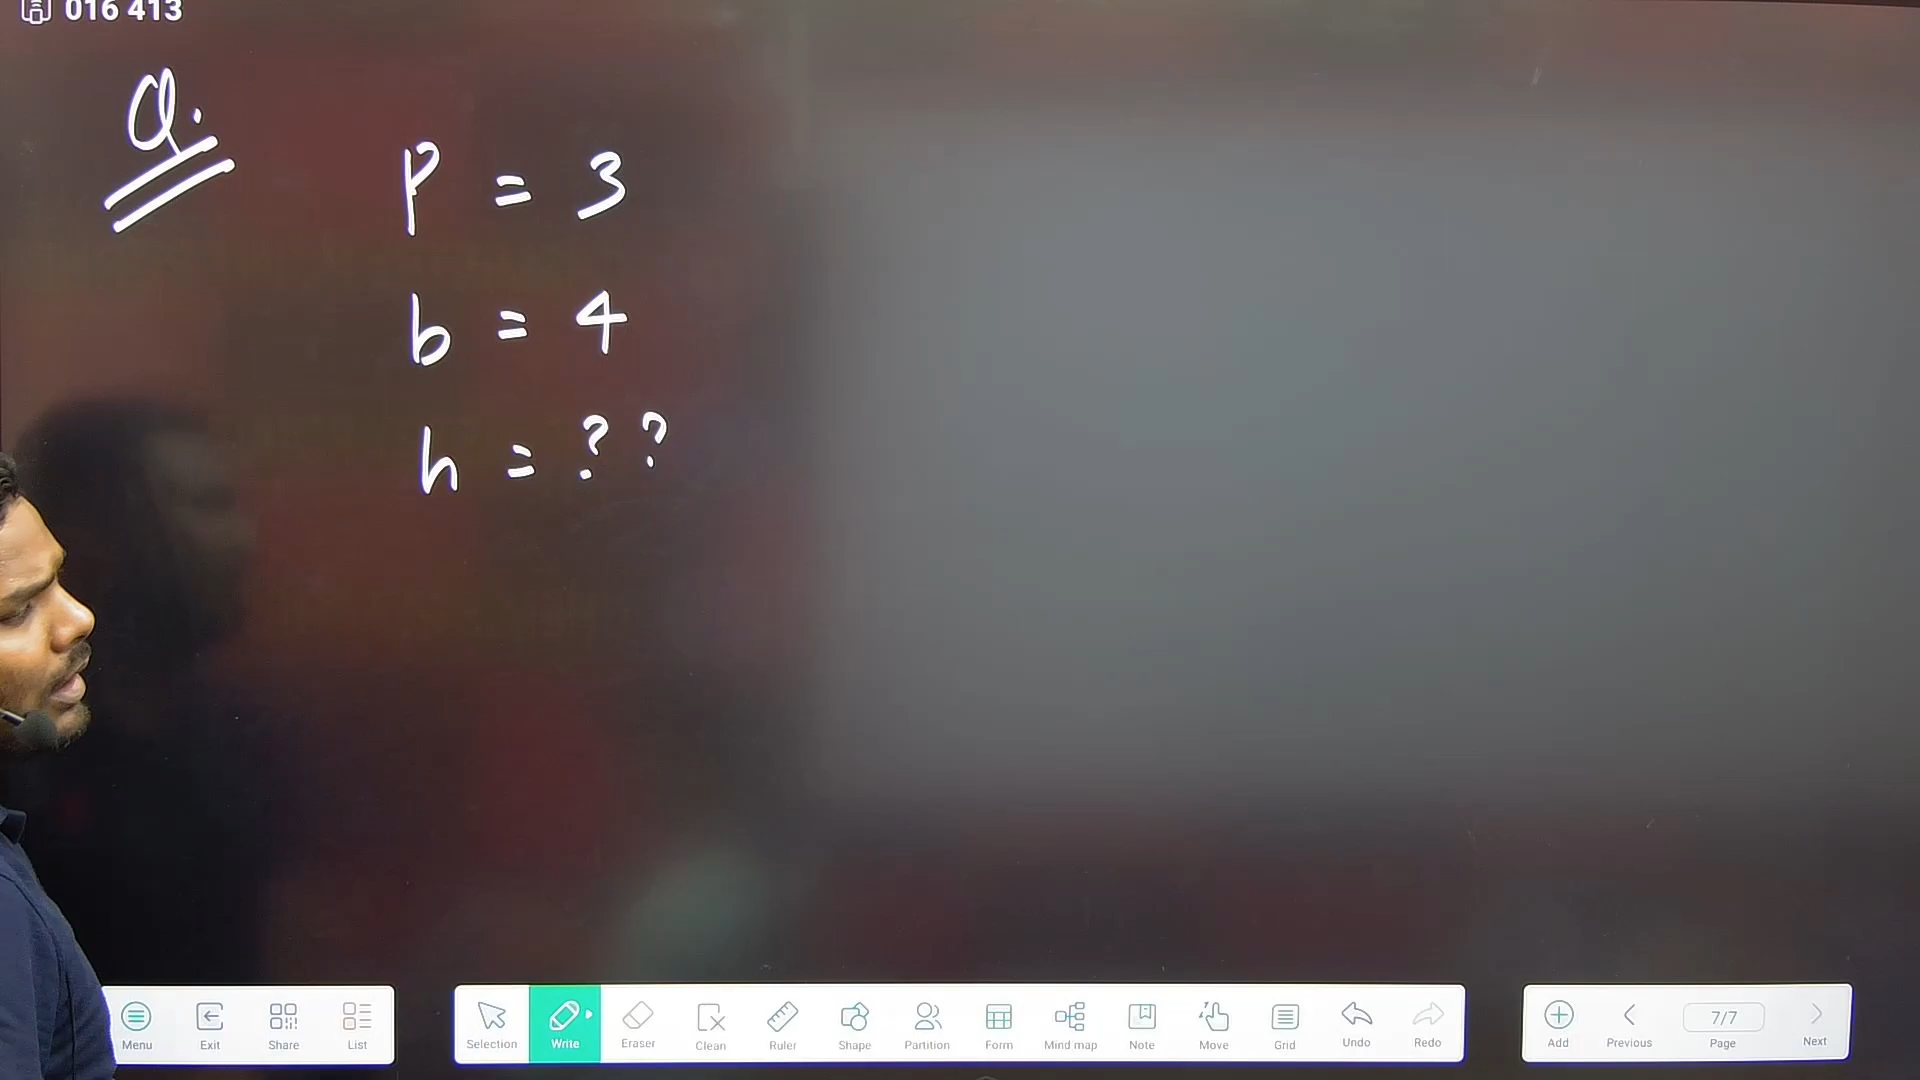 016 413
Q.
P = 3
b = 4
h = ? ?
Menu Exit Share List Selection Write Eraser Clean Ruler Shape Partition Form Mind map Note Move Grid Undo Redo Add Previous 7/7 Page Next